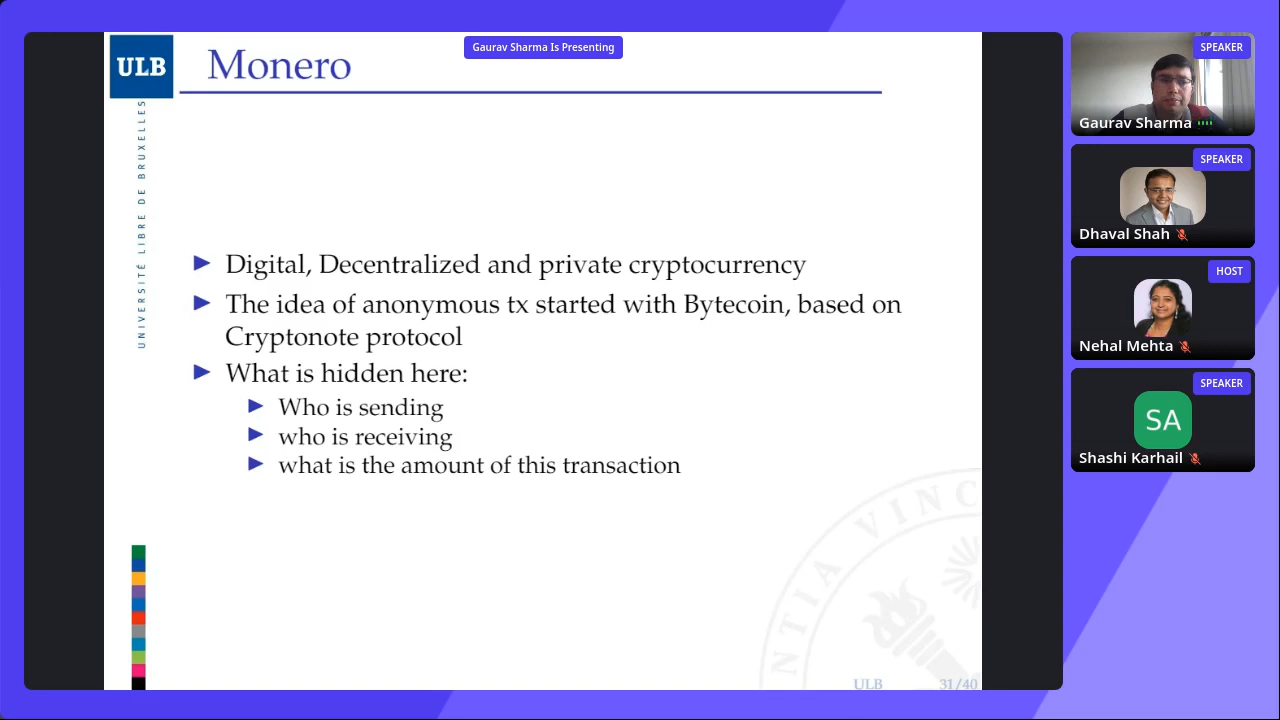 Gaurav Sharma Is Presenting
ULB
Monero
UNIVERSITÉ LIBRE DE BRUXELLES
Digital, Decentralized and private cryptocurrency
The idea of anonymous tx started with Bytecoin, based on
Cryptonote protocol
What is hidden here:
Who is sending
who is receiving
what is the amount of this transaction
NTIA VINC
ULB 31/40
SPEAKER
Gaurav Sharma
SPEAKER
Dhaval Shah
HOST
Nehal Mehta
SPEAKER
SA
Shashi Karhail